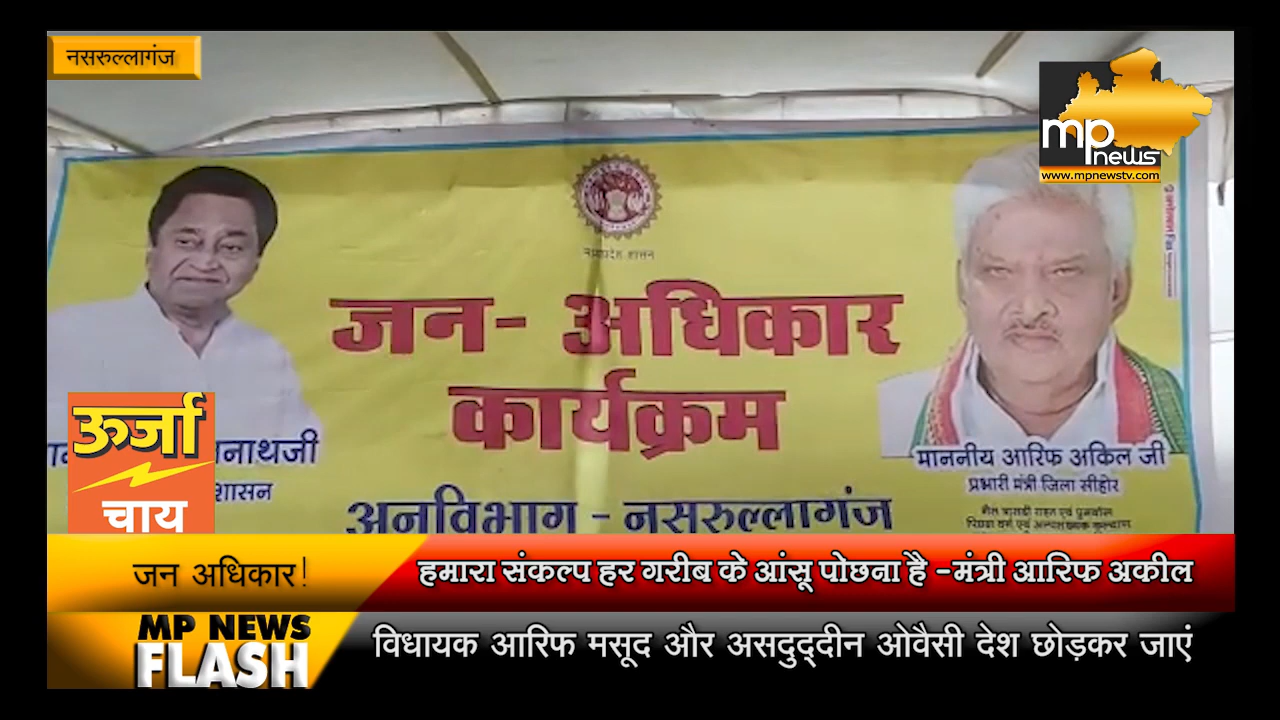 नसरुल्लागंज
mp news
www.mpnewstv.com
मध्यप्रदेश शासन
जन- अधिकार
कार्यक्रम
अनुविभाग - नसरुल्लागंज
नाथजी
शासन
माननीय आरिफ अकिल जी
प्रभारी मंत्री जिला सीहोर
ऊर्जा
चाय
जन अधिकार!
हमारा संकल्प हर गरीब के आंसू पोछना है -मंत्री आरिफ अकील
MP NEWS
FLASH
विधायक आरिफ मसूद और असदुद्दीन ओवैसी देश छोड़कर जाएं